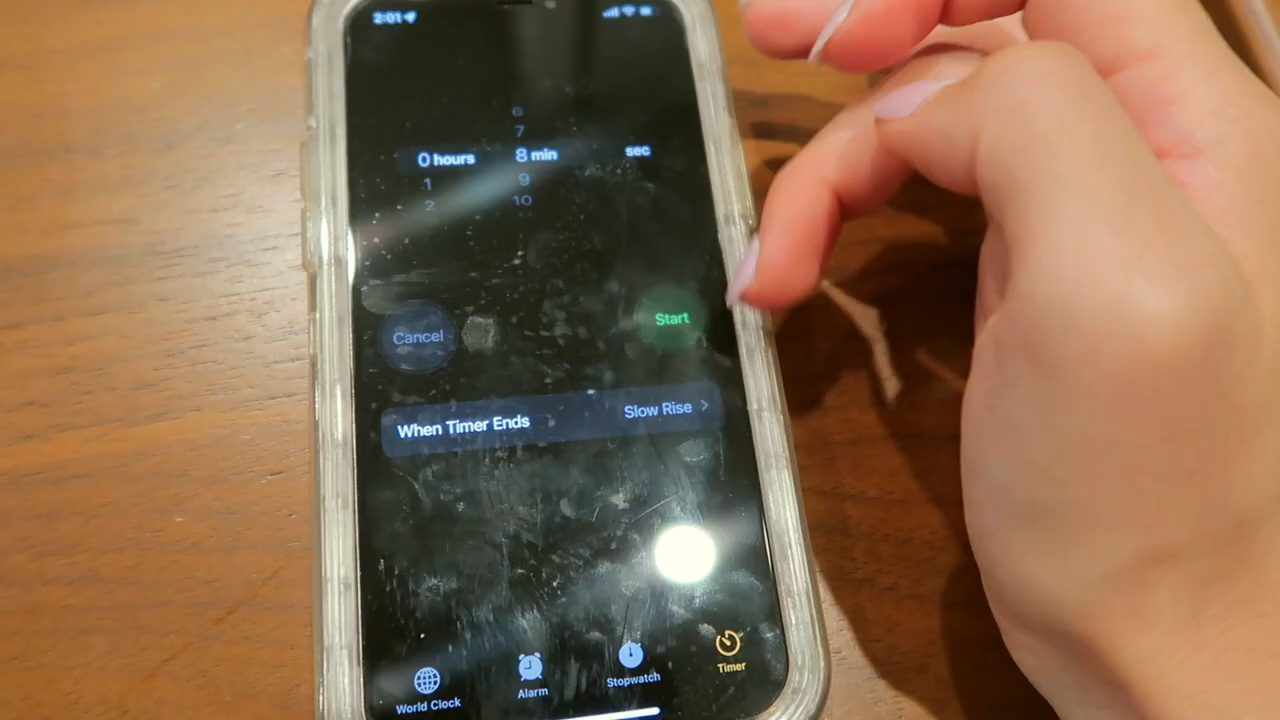 2:01
6
7
0 hours 8 min sec
1 9
2 10
Cancel Start
When Timer Ends Slow Rise
World Clock Alarm Stopwatch Timer